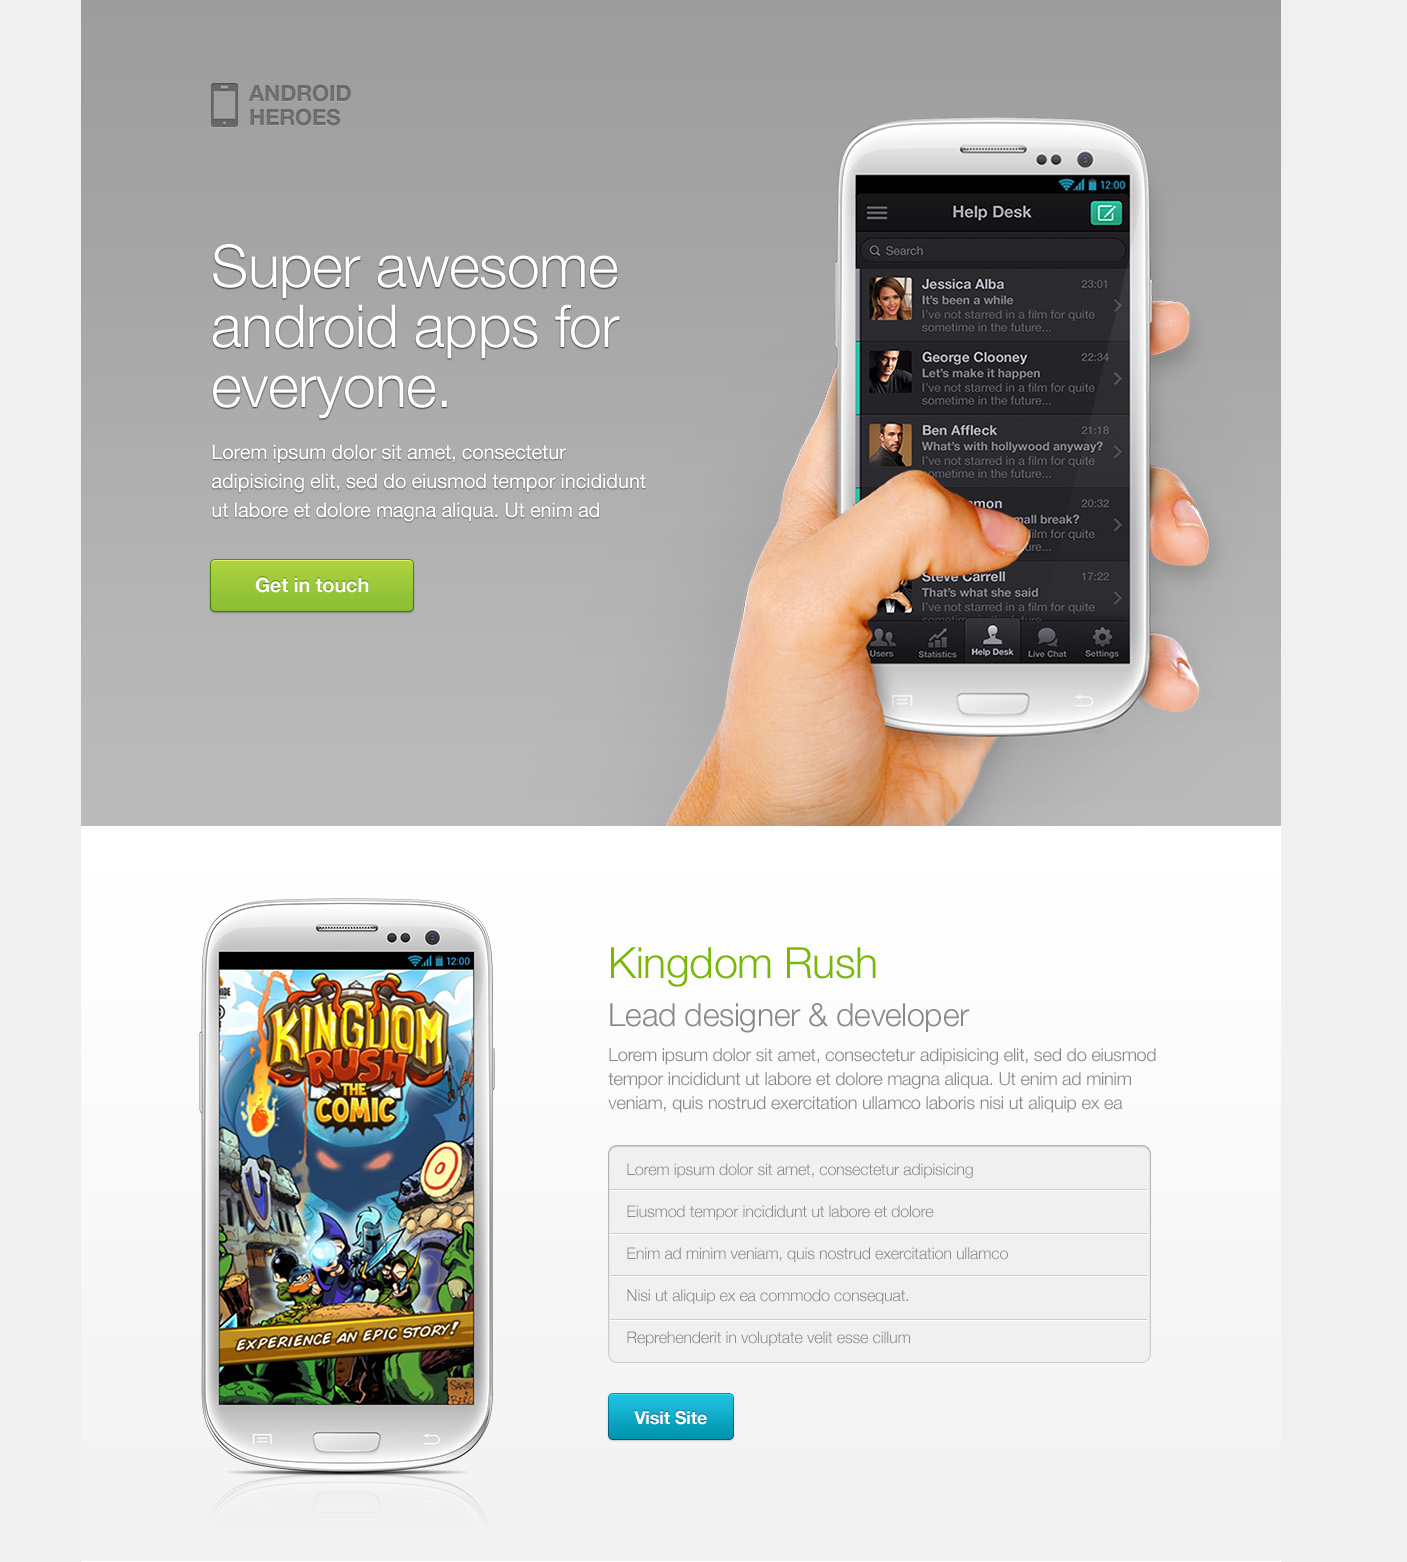 ANDROID
HEROES
Super awesome
android apps for
everyone.
Lorem ipsum dolor sit amet, consectetur
adipisicing elit, sed do eiusmod tempor incididunt
ut labore et dolore magna aliqua. Ut enim ad
Get in touch
12:00
Help Desk
Search
Jessica Alba 23:01
It's been a while
I've not starred in a film for quite
sometime in the future...
George Clooney 22:34
Let's make it happen
I've not starred in a film for quite
sometime in the future...
Ben Affleck 21:18
What's with hollywood anyway?
I've not starred in a film for quite
sometime in the future...
mon 20:32
mall break?
film for quite
ure...
Steve Carrell 17:22
That's what she said
I've not starred in a film for quite
sometime in the future
Users Statistics Help Desk Live Chat Settings
12:00
KINGDOM
RUSH
THE
COMIC
EXPERIENCE AN EPIC STORY!
Kingdom Rush
Lead designer & developer
Lorem ipsum dolor sit amet, consectetur adipisicing elit, sed do eiusmod
tempor incididunt ut labore et dolore magna aliqua. Ut enim ad minim
veniam, quis nostrud exercitation ullamco laboris nisi ut aliquip ex ea
Lorem ipsum dolor sit amet, consectetur adipisicing
Eiusmod tempor incididunt ut labore et dolore
Enim ad minim veniam, quis nostrud exercitation ullamco
Nisi ut aliquip ex ea commodo consequat.
Reprehenderit in voluptate velit esse cillum
Visit Site